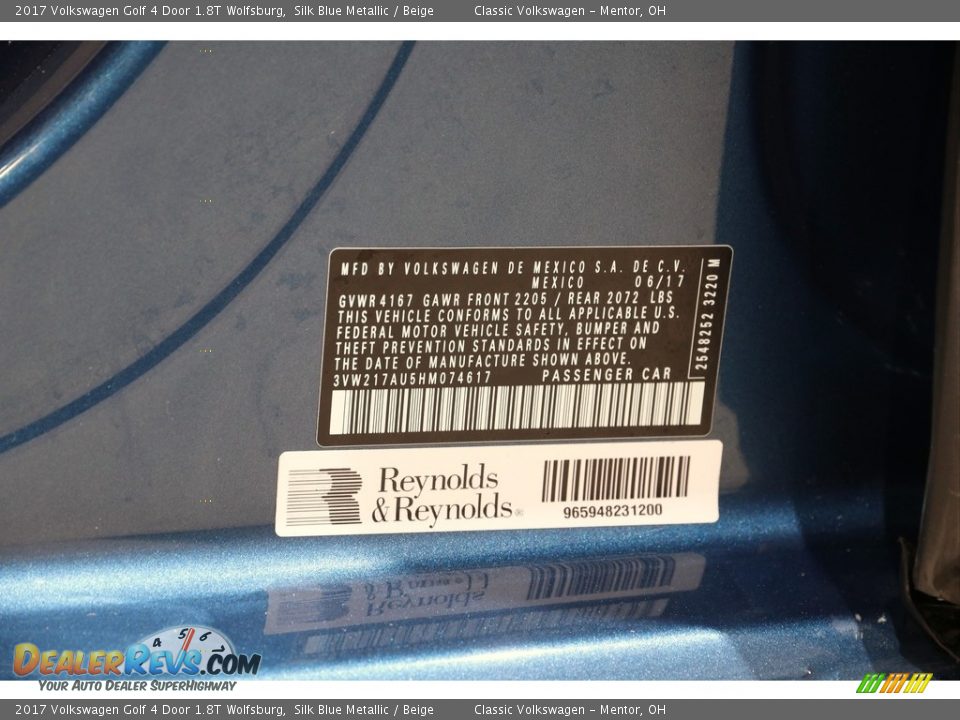 2017 Volkswagen Golf 4 Door 1.8T Wolfsburg, Silk Blue Metallic / Beige Classic Volkswagen - Mentor, OH
MFD BY VOLKSWAGEN DE MEXICO S.A. DE C.V.
MEXICO 06/17
GVWR 4167 GAWR FRONT 2205 / REAR 2072 LBS
THIS VEHICLE CONFORMS TO ALL APPLICABLE U.S.
FEDERAL MOTOR VEHICLE SAFETY, BUMPER AND
THEFT PREVENTION STANDARDS IN EFFECT ON
THE DATE OF MANUFACTURE SHOWN ABOVE.
3VW217AU5HM074617 PASSENGER CAR
2548252 3220 M
Reynolds
&Reynolds®
965948231200
4 5 6
DealerRevs.com
Your Auto Dealer SuperHighway
2017 Volkswagen Golf 4 Door 1.8T Wolfsburg, Silk Blue Metallic / Beige Classic Volkswagen - Mentor, OH